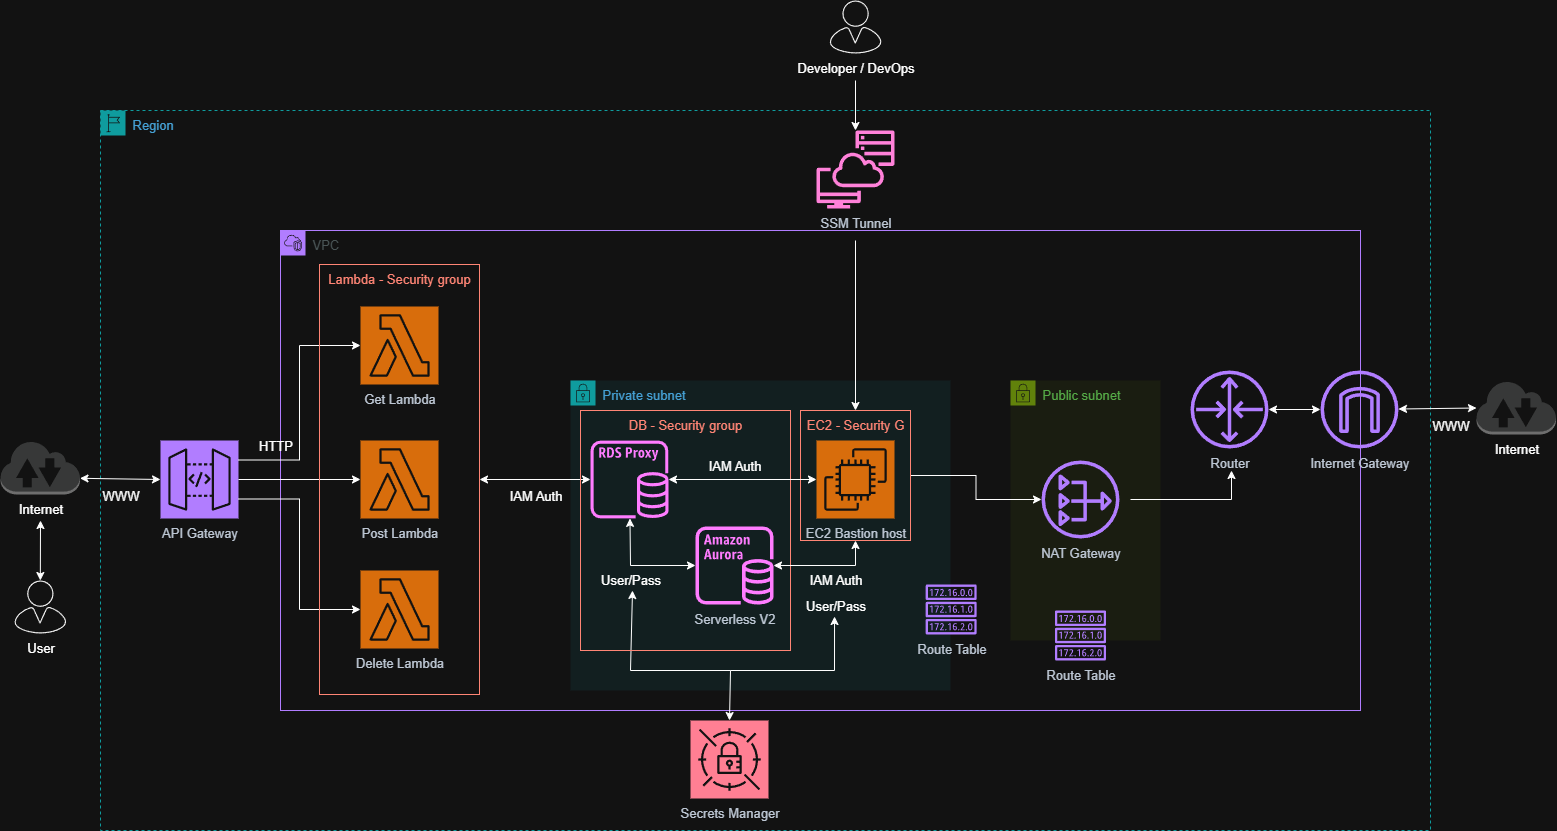 Developer / DevOps
Region
SSM Tunnel
VPC
Lambda - Security group
Get Lambda
HTTP
Post Lambda
Delete Lambda
WWW
Internet
API Gateway
User
IAM Auth
Private subnet
DB - Security group
RDS Proxy
IAM Auth
EC2 - Security G
EC2 Bastion host
Amazon
Aurora
Serverless V2
User/Pass
IAM Auth
User/Pass
172.16.0.0
172.16.1.0
172.16.2.0
Route Table
Public subnet
NAT Gateway
172.16.0.0
172.16.1.0
172.16.2.0
Route Table
Router
Internet Gateway
WWW
Internet
Secrets Manager